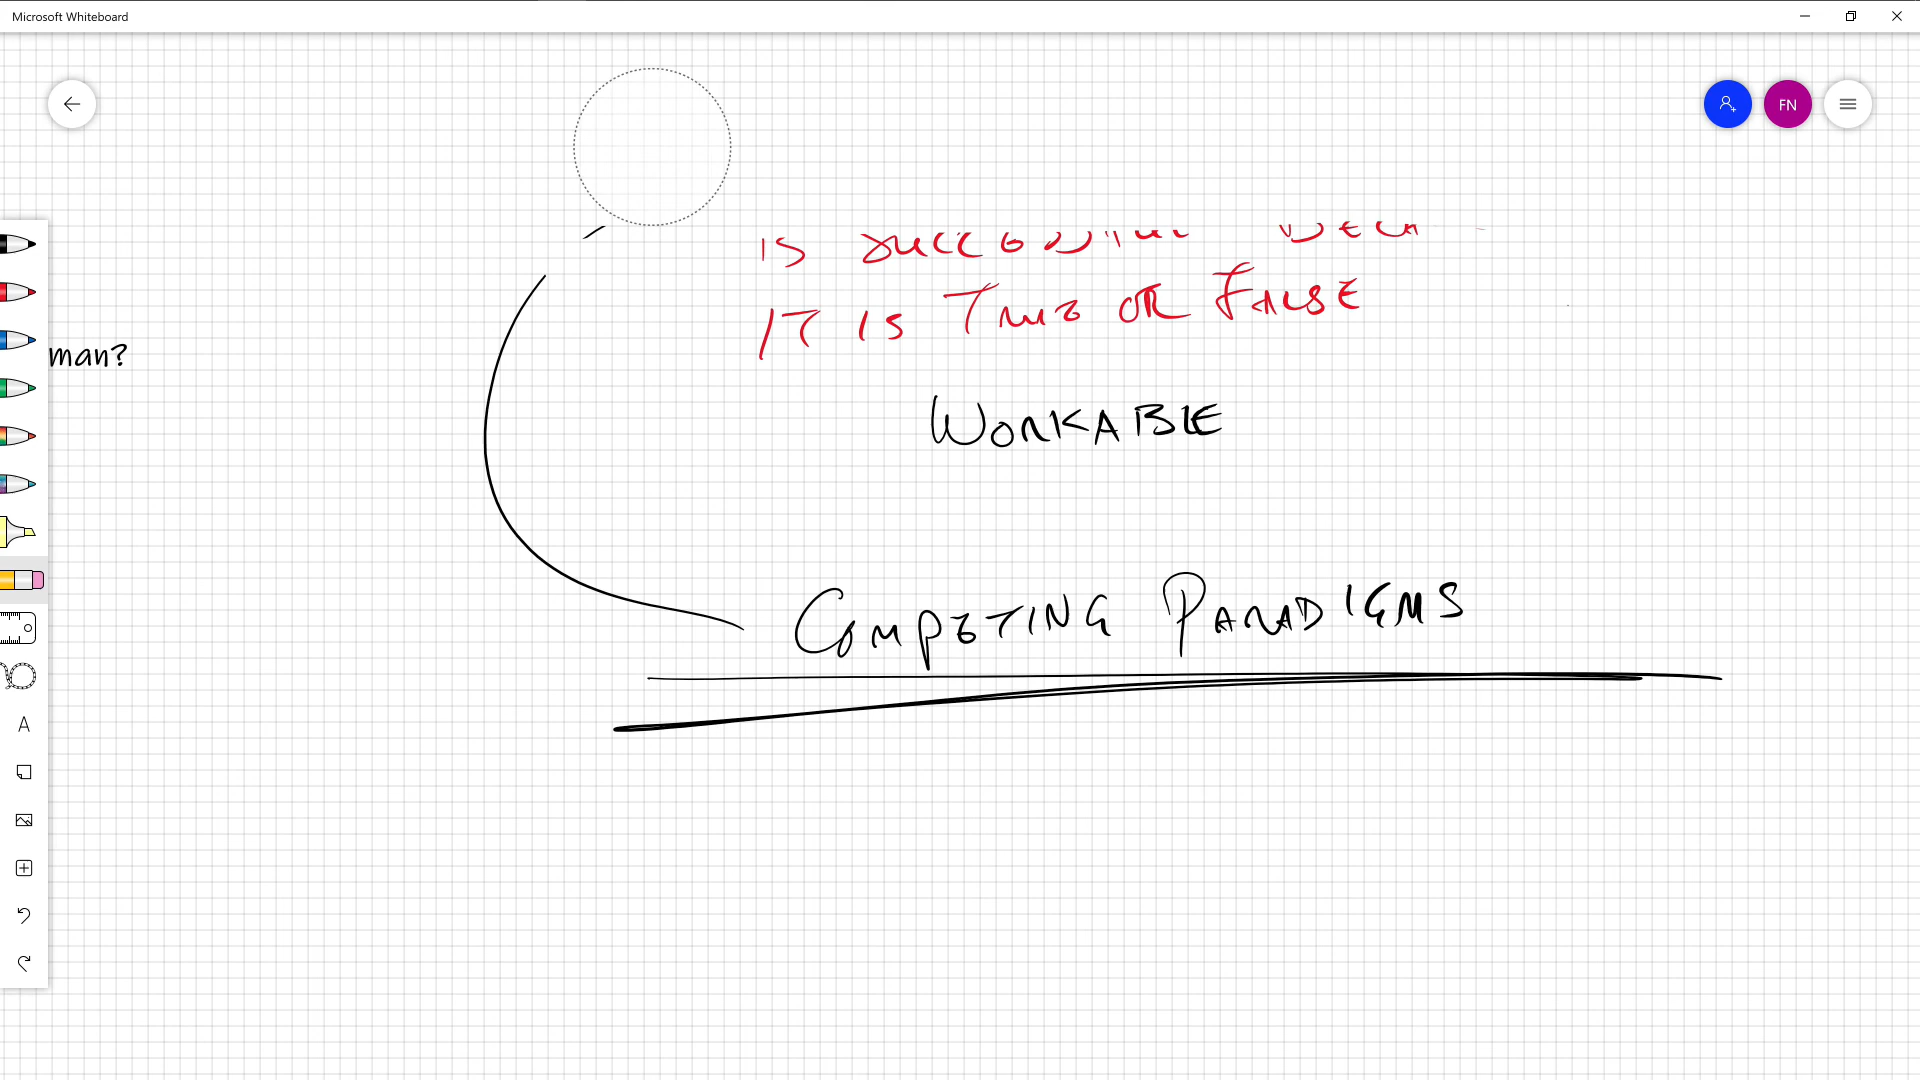 Microsoft Whiteboard
FN
IS
IT IS TRUE OR FALSE
man?
WORKABLE
COMPETING PARADIGMS
A